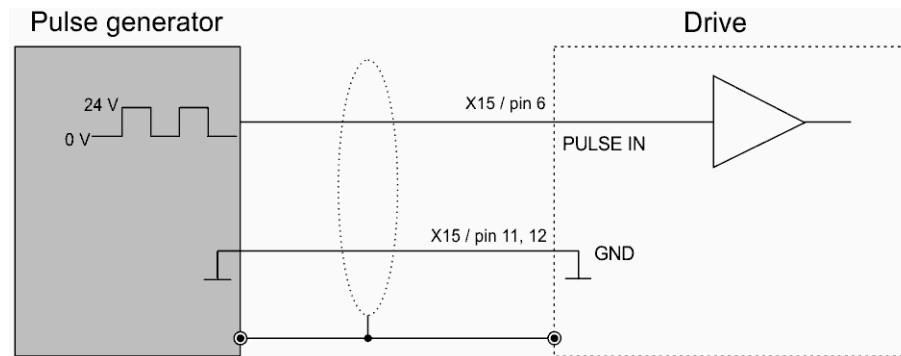 Pulse generator
Drive
24 V
0 V
X15 / pin 6
PULSE IN
X15 / pin 11, 12
GND